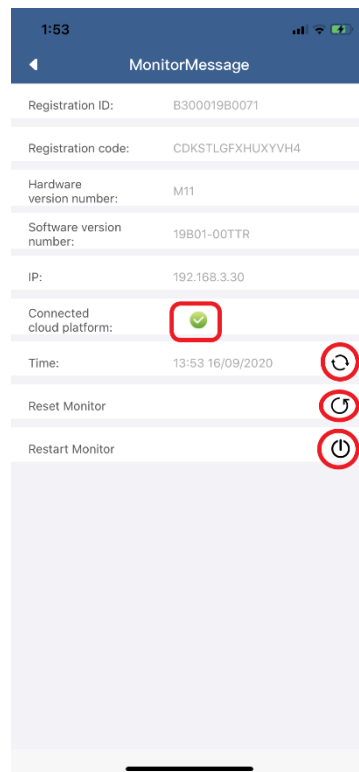 1:53
MonitorMessage
Registration ID: B300019B0071
Registration code: CDKSTLGFXHUXYVH4
Hardware
version number: M11
Software version
number: 19B01-00TTR
IP: 192.168.3.30
Connected
cloud platform:
Time: 13:53 16/09/2020
Reset Monitor
Restart Monitor